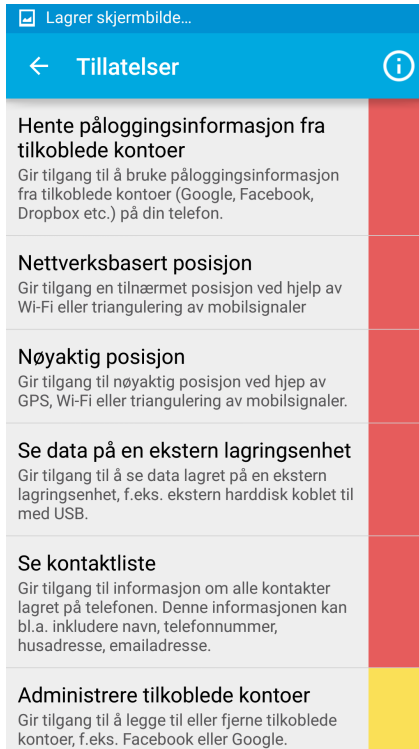 Lagrer skjermbilde...
Tillatelser
Hente påloggingsinformasjon fra
tilkoblede kontoer
Gir tilgang til å bruke påloggingsinformasjon
fra tilkoblede kontoer (Google, Facebook,
Dropbox etc.) på din telefon.
Nettverksbasert posisjon
Gir tilgang en tilnærmet posisjon ved hjelp av
Wi-Fi eller triangulering av mobilsignaler
Nøyaktig posisjon
Gir tilgang til nøyaktig posisjon ved hjep av
GPS, Wi-Fi eller triangulering av mobilsignaler.
Se data på en ekstern lagringsenhet
Gir tilgang til å se data lagret på en ekstern
lagringsenhet, f.eks. ekstern harddisk koblet til
med USB.
Se kontaktliste
Gir tilgang til informasjon om alle kontakter
lagret på telefonen. Denne informasjonen kan
bl.a. inkludere navn, telefonnummer,
husadresse, emailadresse.
Administrere tilkoblede kontoer
Gir tilgang til å legge til eller fjerne tilkoblede
kontoer, f.eks. Facebook eller Google.